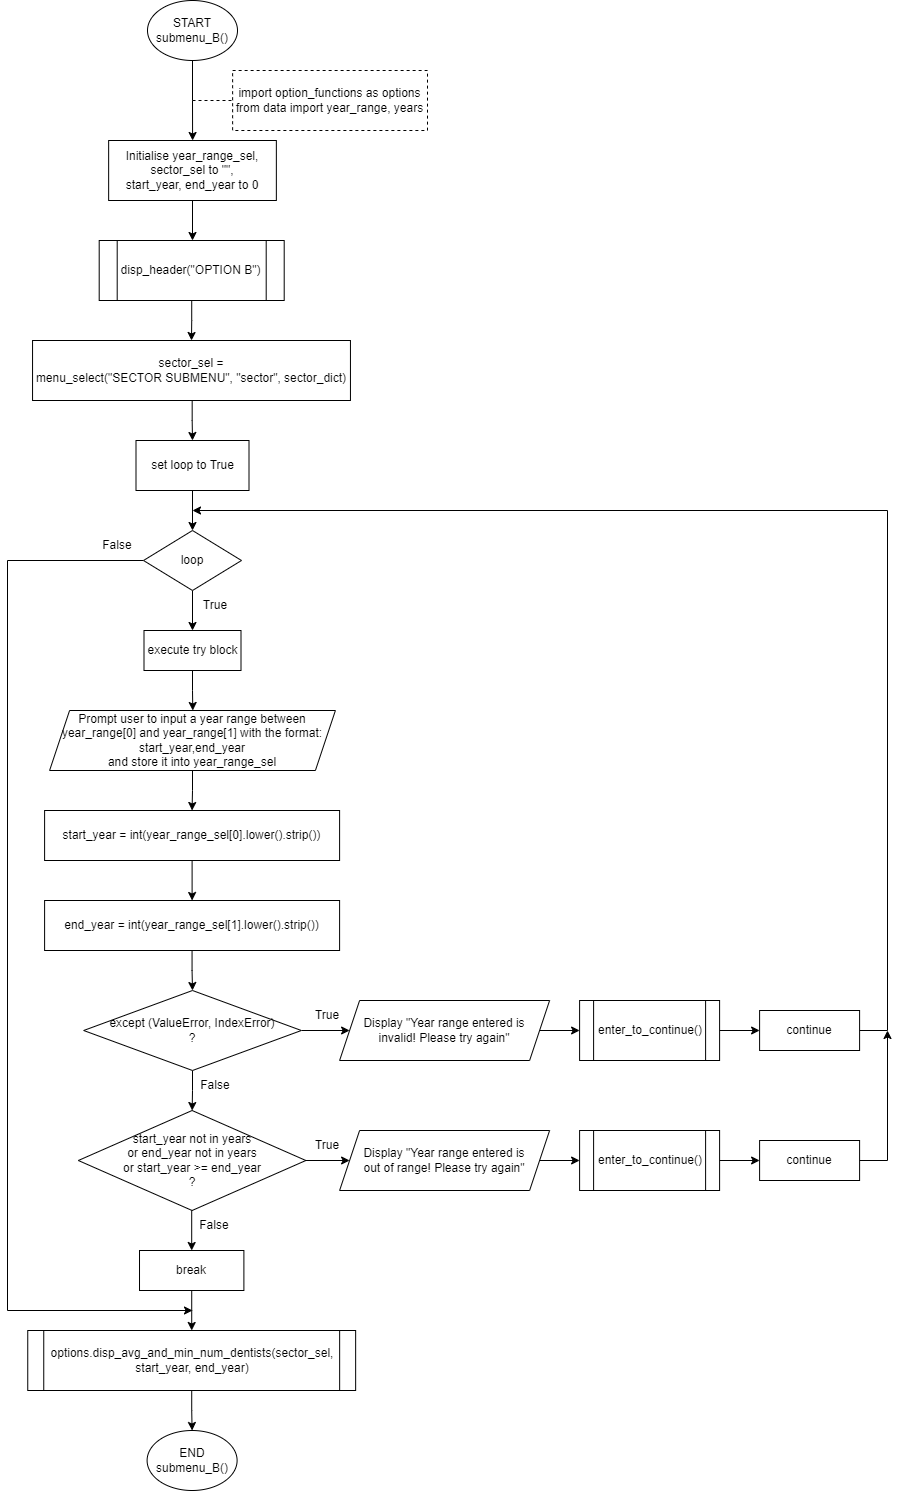 START
submenu_B()
import option_functions as options
from data import year_range, years
Initialise year_range_sel,
sector_sel to "",
start_year, end_year to 0
disp_header("OPTION B")
sector_sel =
menu_select("SECTOR SUBMENU", "sector", sector_dict)
set loop to True
False
loop
True
execute try block
Prompt user to input a year range between
year_range[0] and year_range[1] with the format:
start_year,end_year
and store it into year_range_sel
start_year = int(year_range_sel[0].lower().strip())
end_year = int(year_range_sel[1].lower().strip())
except (ValueError, IndexError)
?
True
Display "Year range entered is
invalid! Please try again"
enter_to_continue()
continue
False
start_year not in years
or end_year not in years
or start_year >= end_year
?
True
Display "Year range entered is
out of range! Please try again"
enter_to_continue()
continue
False
break
options.disp_avg_and_min_num_dentists(sector_sel,
start_year, end_year)
END
submenu_B()